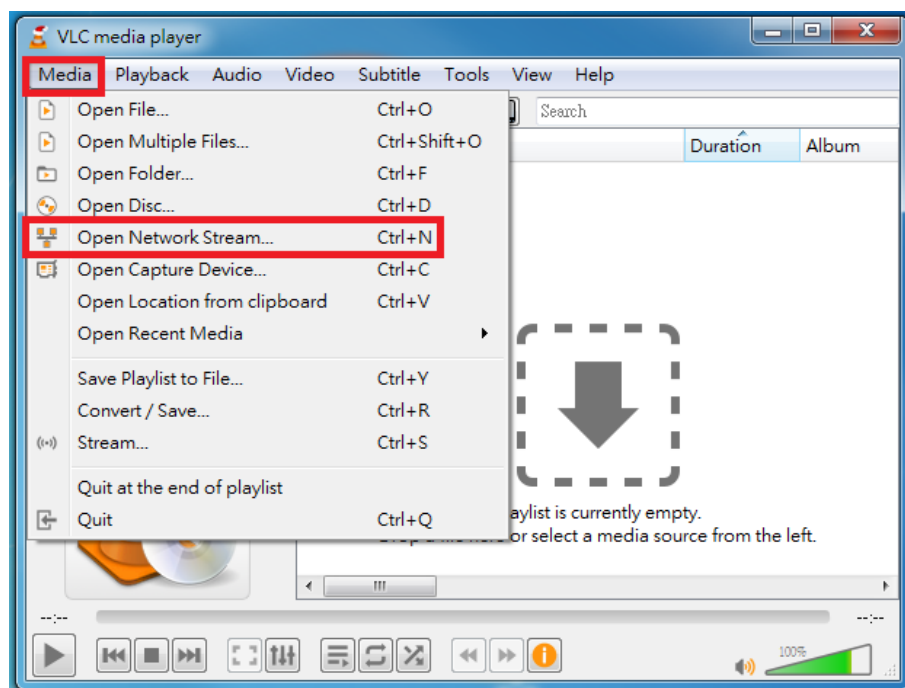 VLC media player
Media Playback Audio Video Subtitle Tools View Help
Open File... Ctrl+O
Search
Open Multiple Files... Ctrl+Shift+O
Duration Album
Open Folder... Ctrl+F
Open Disc... Ctrl+D
Open Network Stream... Ctrl+N
Open Capture Device... Ctrl+C
Open Location from clipboard Ctrl+V
Open Recent Media
Save Playlist to File... Ctrl+Y
Convert / Save... Ctrl+R
Stream... Ctrl+S
Quit at the end of playlist
Quit Ctrl+Q
aylist is currently empty.
or select a media source from the left.
--:-- --:--
100%